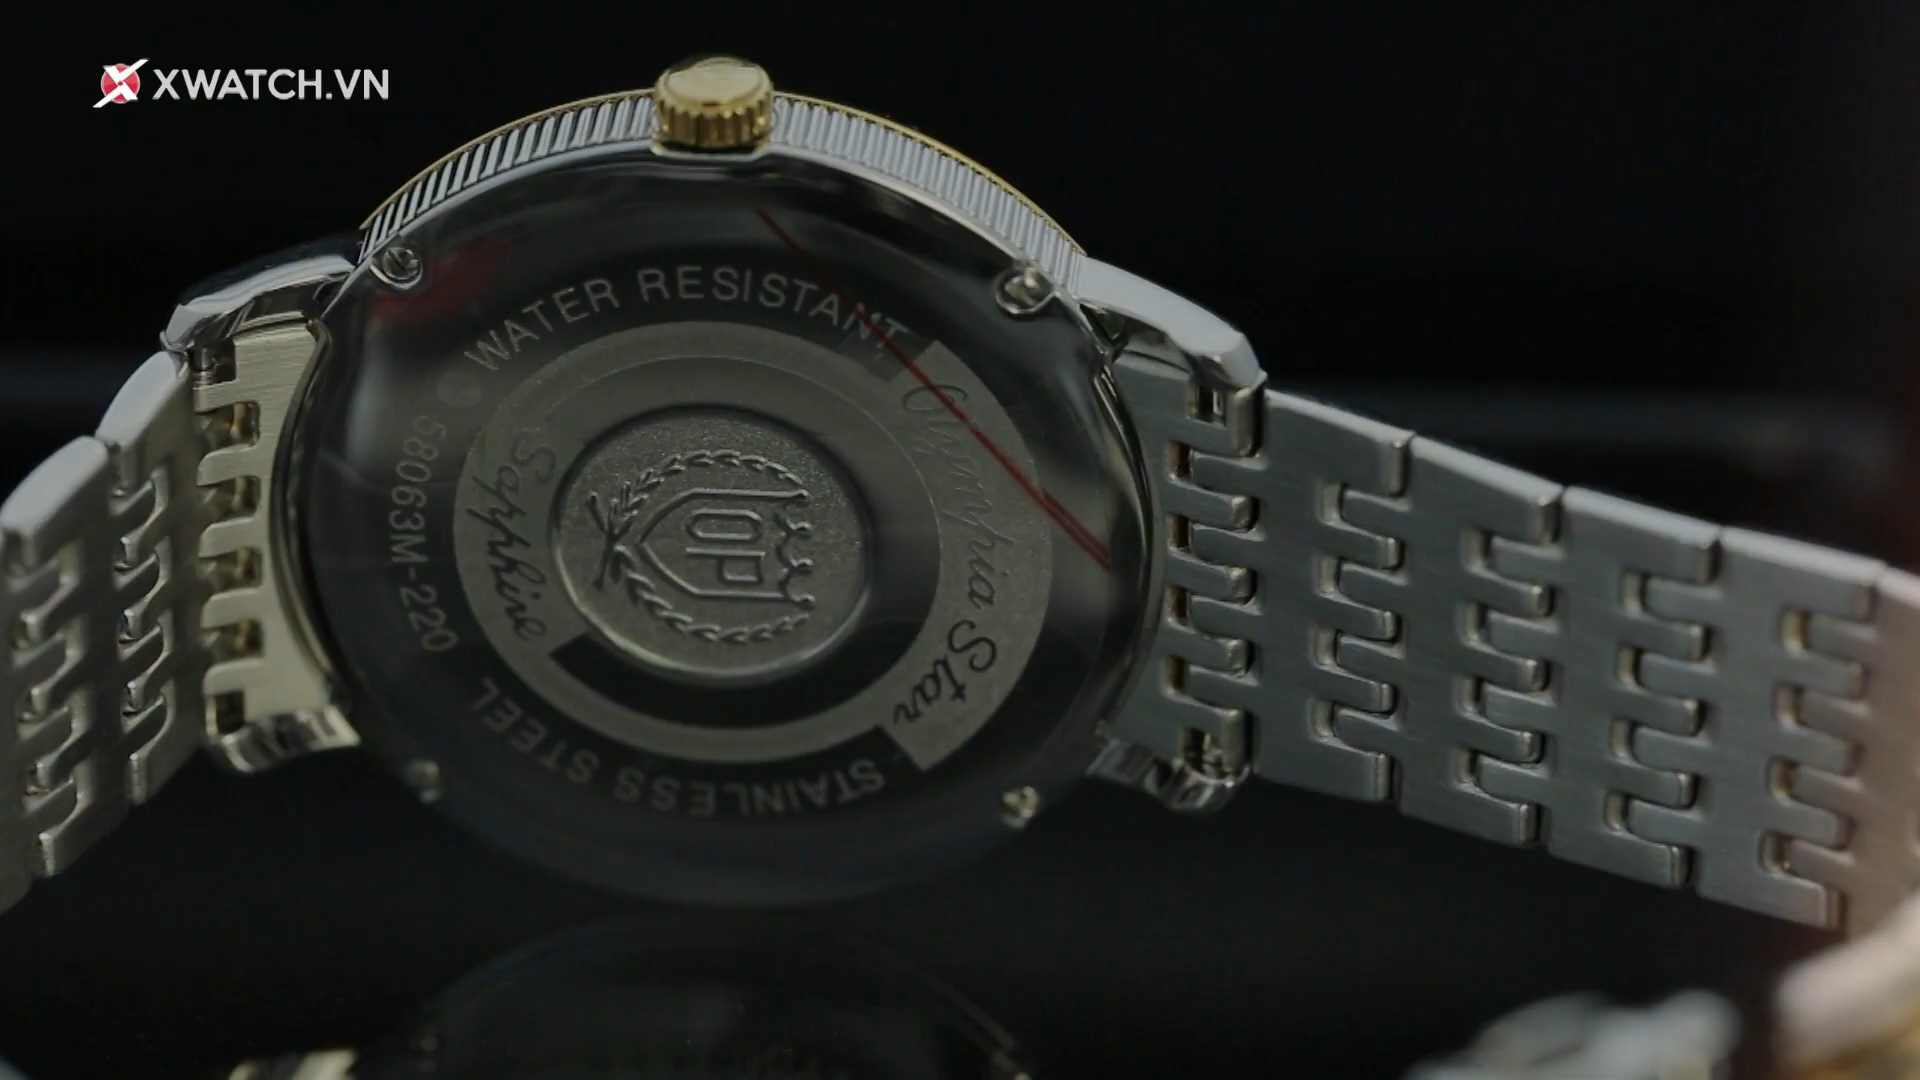 XWATCH.VN
WATER RESISTANT
Olympia Star
STAINLESS STEEL
58063M-220
Sapphire
OP